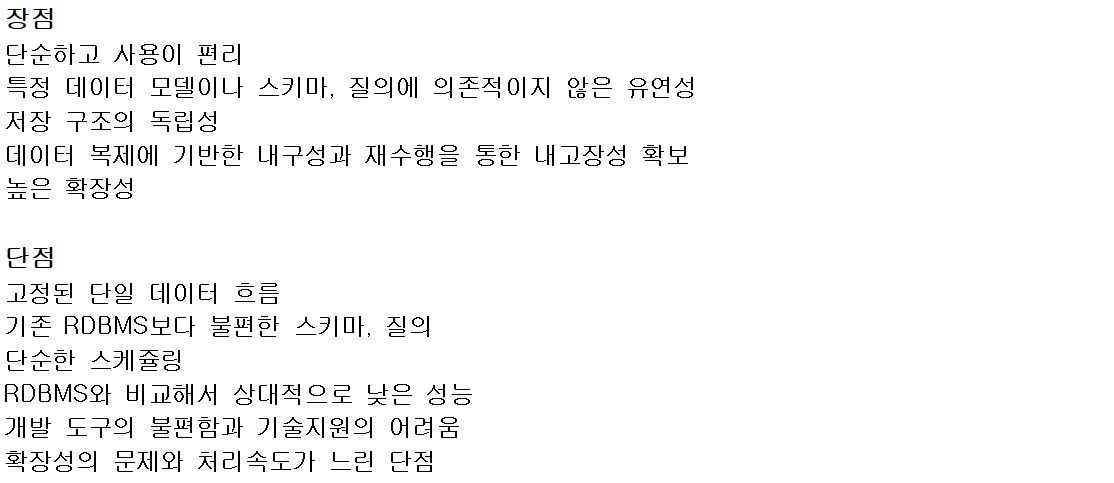 장점
단순하고 사용이 편리
특정 데이터 모델이나 스키마, 질의에 의존적이지 않은 유연성
저장 구조의 독립성
데이터 복제에 기반한 내구성과 재수행을 통한 내고장성 확보
높은 확장성
단점
고정된 단일 데이터 흐름
기존 RDBMS보다 불편한 스키마, 질의
단순한 스케쥴링
RDBMS와 비교해서 상대적으로 낮은 성능
개발 도구의 불편함과 기술지원의 어려움
확장성의 문제와 처리속도가 느린 단점